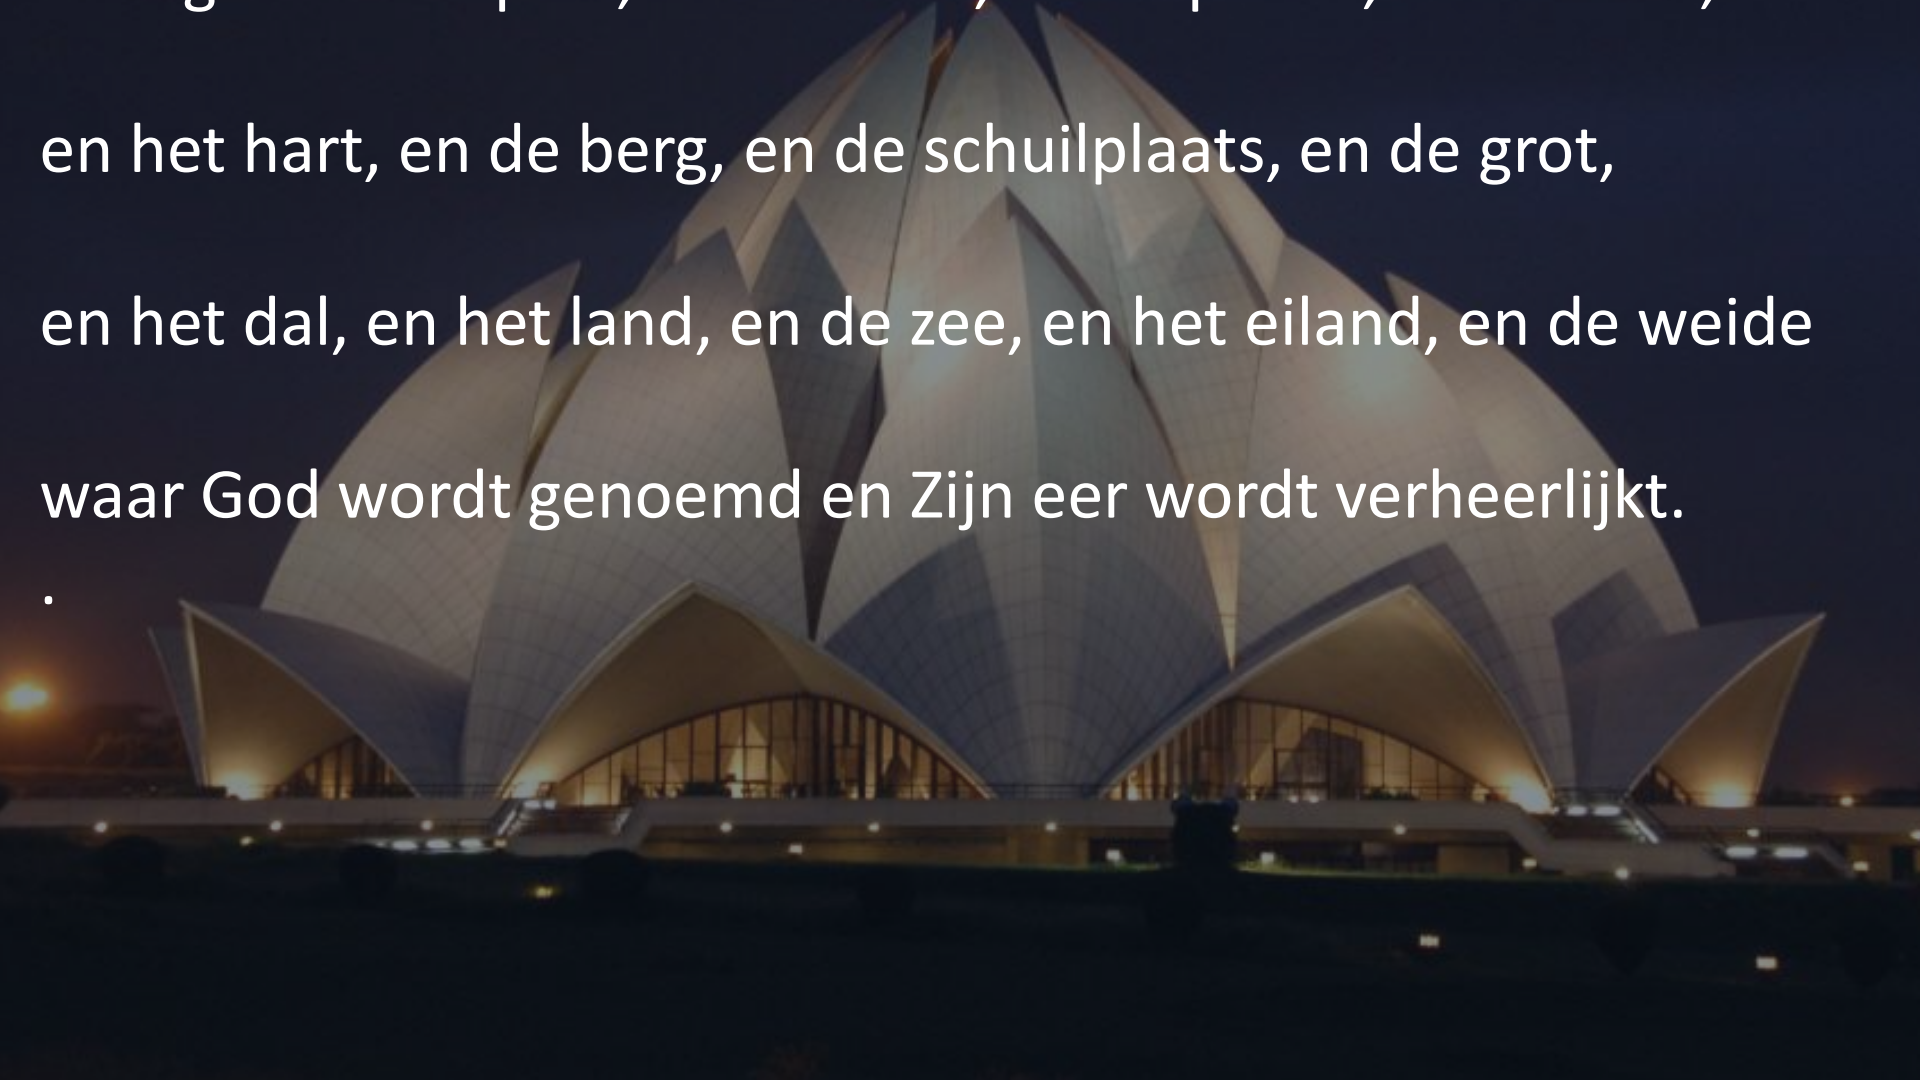 en het hart, en de berg, en de schuilplaats, en de grot,
en het dal, en het land, en de zee, en het eiland, en de weide
waar God wordt genoemd en Zijn eer wordt verheerlijkt.
.